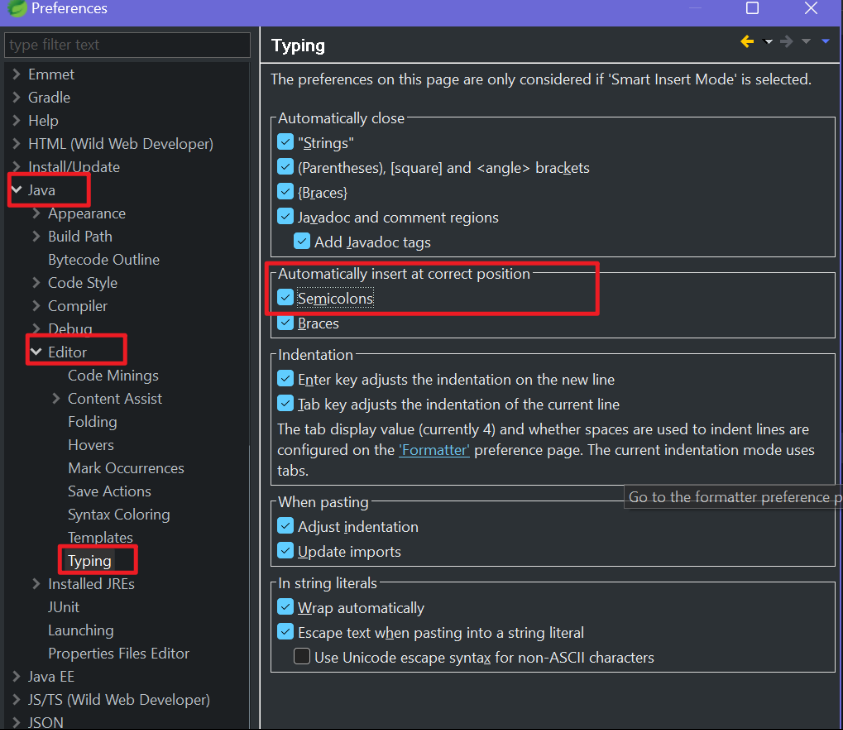 Preferences
type filter text
Emmet
Gradle
Help
HTML (Wild Web Developer)
Install/Update
Java
Appearance
Build Path
Bytecode Outline
Code Style
Compiler
Debug
Editor
Code Minings
Content Assist
Folding
Hovers
Mark Occurrences
Save Actions
Syntax Coloring
Templates
Typing
Installed JREs
JUnit
Launching
Properties Files Editor
Java EE
JS/TS (Wild Web Developer)
JSON
Typing
The preferences on this page are only considered if 'Smart Insert Mode' is selected.
Automatically close
"Strings"
(Parentheses), [square] and <angle> brackets
{Braces}
Javadoc and comment regions
Add Javadoc tags
Automatically insert at correct position
Semicolons
Braces
Indentation
Enter key adjusts the indentation on the new line
Tab key adjusts the indentation of the current line
The tab display value (currently 4) and whether spaces are used to indent lines are
configured on the 'Formatter' preference page. The current indentation mode uses
tabs.
Go to the formatter preference p
When pasting
Adjust indentation
Update imports
In string literals
Wrap automatically
Escape text when pasting into a string literal
Use Unicode escape syntax for non-ASCII characters